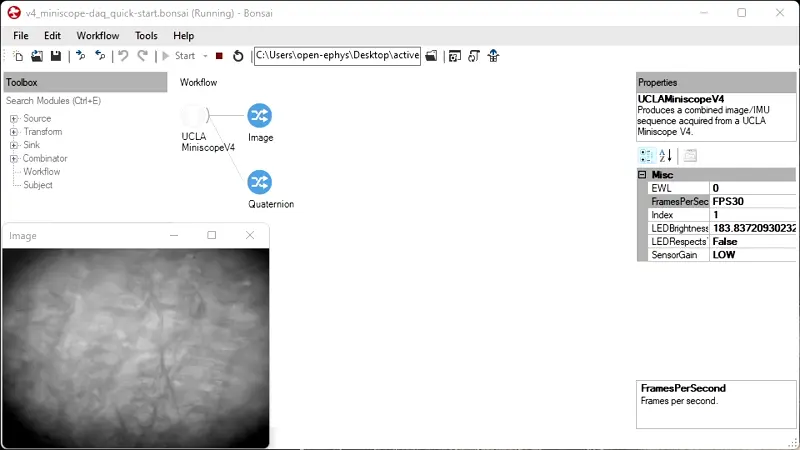 v4_miniscope-daq_quick-start.bonsai (Running) - Bonsai
File Edit Workflow Tools Help
Start C:\Users\open-ephys\Desktop\active
Toolbox
Search Modules (Ctrl+E)
Source
Transform
Sink
Combinator
Workflow
Subject
Workflow
UCLA
MiniscopeV4
Image
Quaternion
Image
Properties
UCLAMiniscopeV4
Produces a combined image/IMU
sequence acquired from a UCLA
Miniscope V4.
Misc
EWL 0
FramesPerSec FPS30
Index 1
LEDBrightness 183.83720930232
LEDRespects False
SensorGain LOW
FramesPerSecond
Frames per second.